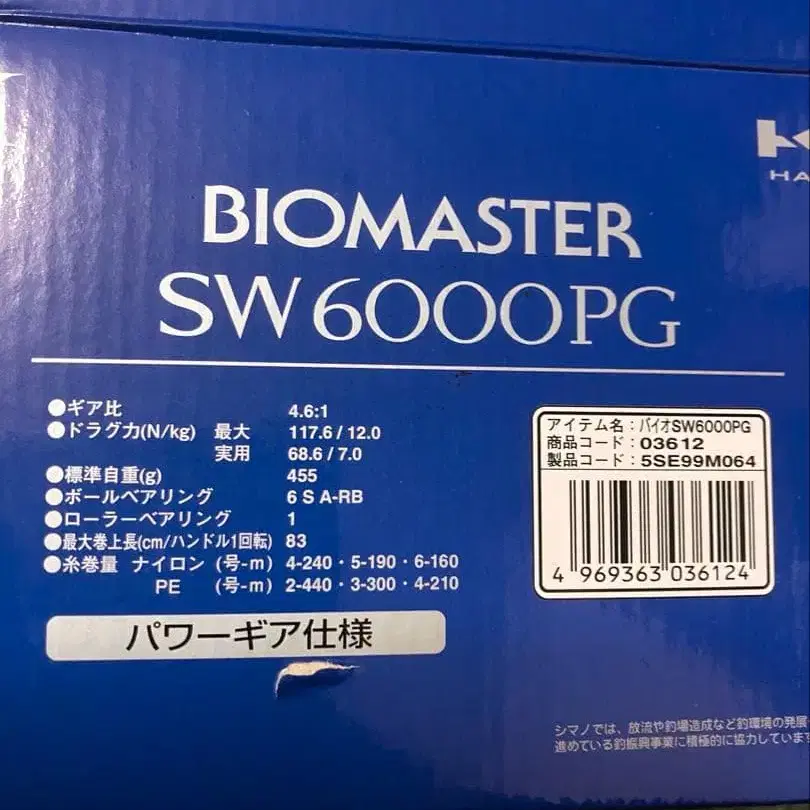 HA
BIOMASTER
SW6000PG
●ギア比 4.6:1
●ドラグ力(N/kg) 最大 117.6 / 12.0
実用 68.6 / 7.0
●標準自重(g) 455
●ボールベアリング 6 S A-RB
●ローラーベアリング 1
●最大巻上長(cm/ハンドル1回転) 83
●糸巻量 ナイロン (号-m) 4-240・5-190・6-160
PE (号-m) 2-440・3-300・4-210
パワーギア仕様
アイテム名：バイオSW6000PG
商品コード：03612
製品コード：5SE99M064
4 969363 036124
シマノでは、放流や釣場造成など釣環境の発展
進めている釣振興事業に積極的に協力しています